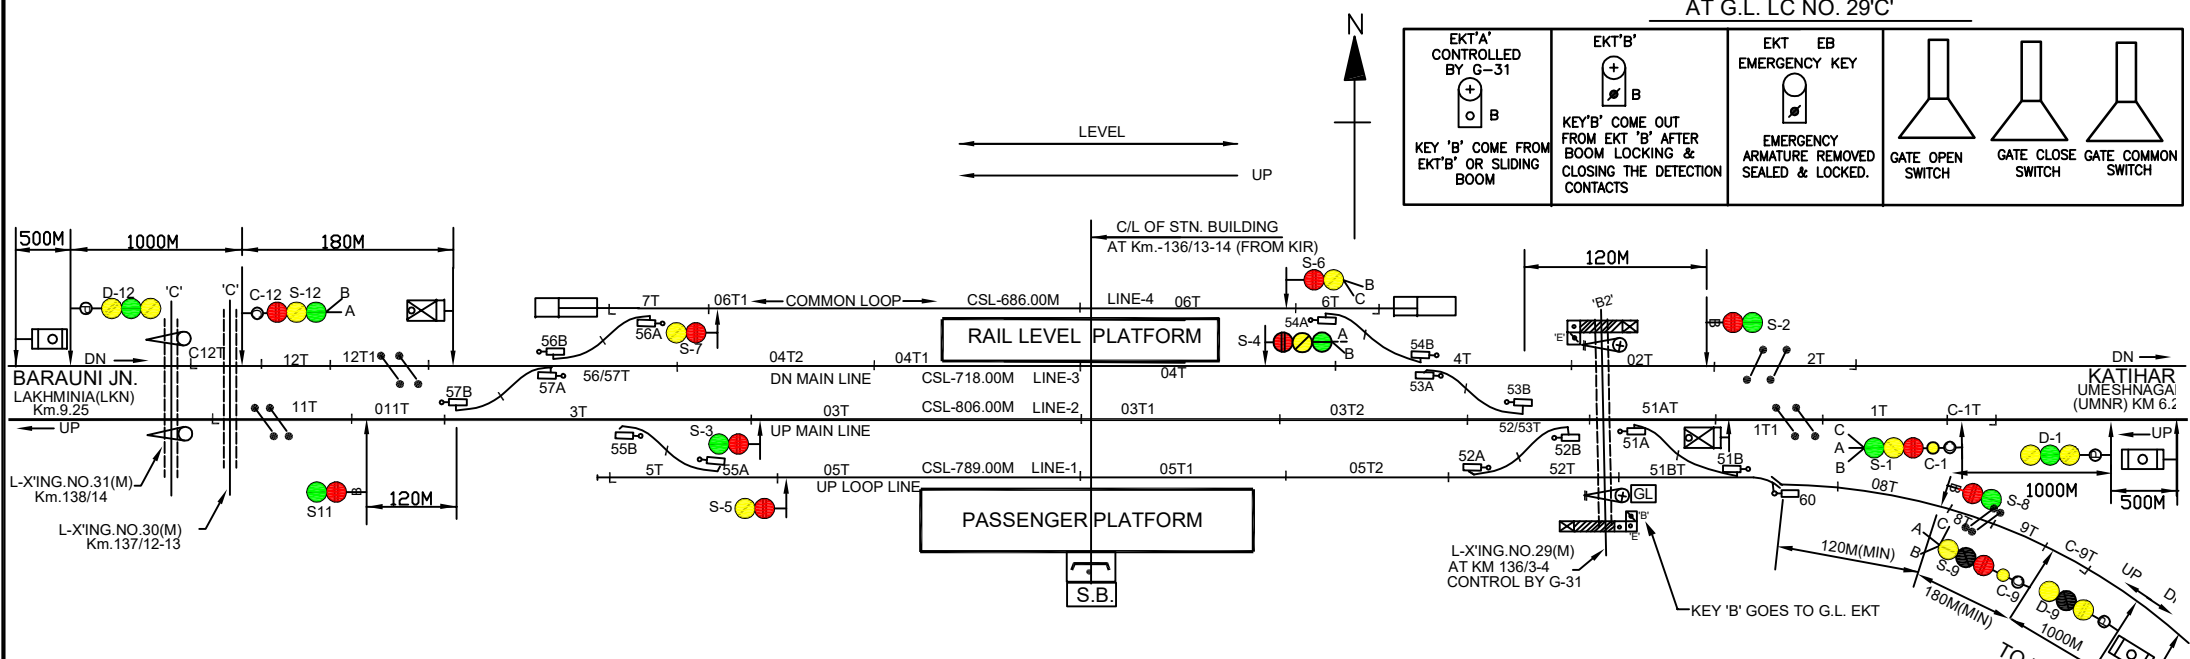 AT G.L. LC NO. 29'C'
N
EKT'A'
CONTROLLED
BY G-31
B
KEY 'B' COME FROM
EKT'B' OR SLIDING
BOOM
EKT'B'
B
KEY'B' COME OUT
FROM EKT 'B' AFTER
BOOM LOCKING &
CLOSING THE DETECTION
CONTACTS
EKT EB
EMERGENCY KEY
EMERGENCY
ARMATURE REMOVED
SEALED & LOCKED.
GATE OPEN
SWITCH
GATE CLOSE
SWITCH
GATE COMMON
SWITCH
LEVEL
UP
C/L OF STN. BUILDING
AT Km.-136/13-14 (FROM KIR)
500M
1000M
180M
120M
D-12
'C'
'C'
C-12
S-12
B
A
P
7T
06T1
COMMON LOOP
CSL-686.00M
LINE-4
06T
6T
S-6
B
C
'B2'
'E'
B
S-2
56B
56A
S-7
RAIL LEVEL PLATFORM
S-4
A
B
54A
54B
DN
C12T
12T
12T1
57A
56/57T
04T2
04T1
04T
4T
53A
02T
2T
DN
BARAUNI JN.
LAKHMINIA(LKN)
Km.9.25
DN MAIN LINE
CSL-718.00M
LINE-3
KATIHAR
UMESHNAGA
(UMNR) KM 6.2
57B
53B
11T
011T
3T
03T
CSL-806.00M
LINE-2
03T1
03T2
52/53T
51AT
1T
C-1T
UP
UP MAIN LINE
1T1
UP
55B
S-3
55A
52B
51A
51B
C
A
B
S-1
C-1
D-1
P
L-X'ING.NO.31(M)
Km.138/14
5T
05T
CSL-789.00M
LINE-1
05T1
05T2
52A
52T
51BT
UP LOOP LINE
08T
1000M
500M
S11
B
120M
S-5
PASSENGER PLATFORM
GL
'B'
'E'
60
B
S-8
8T
9T
C-9T
L-X'ING.NO.30(M)
Km.137/12-13
L-X'ING.NO.29(M)
AT KM 136/3-4
CONTROL BY G-31
120M(MIN)
A
C
B
S-9
C-9
UP
D
180M(MIN)
D-9
P
1000M
S.B.
KEY 'B' GOES TO G.L. EKT
TO